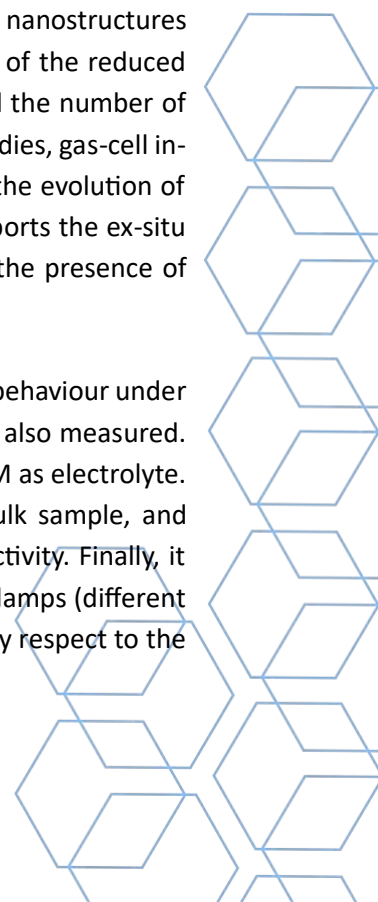 nanostructures
of the reduced
the number of
dies, gas-cell in-
the evolution of
ports the ex-situ
the presence of
behaviour under
also measured.
M as electrolyte.
ulk sample, and
ctivity. Finally, it
lamps (different
y respect to the